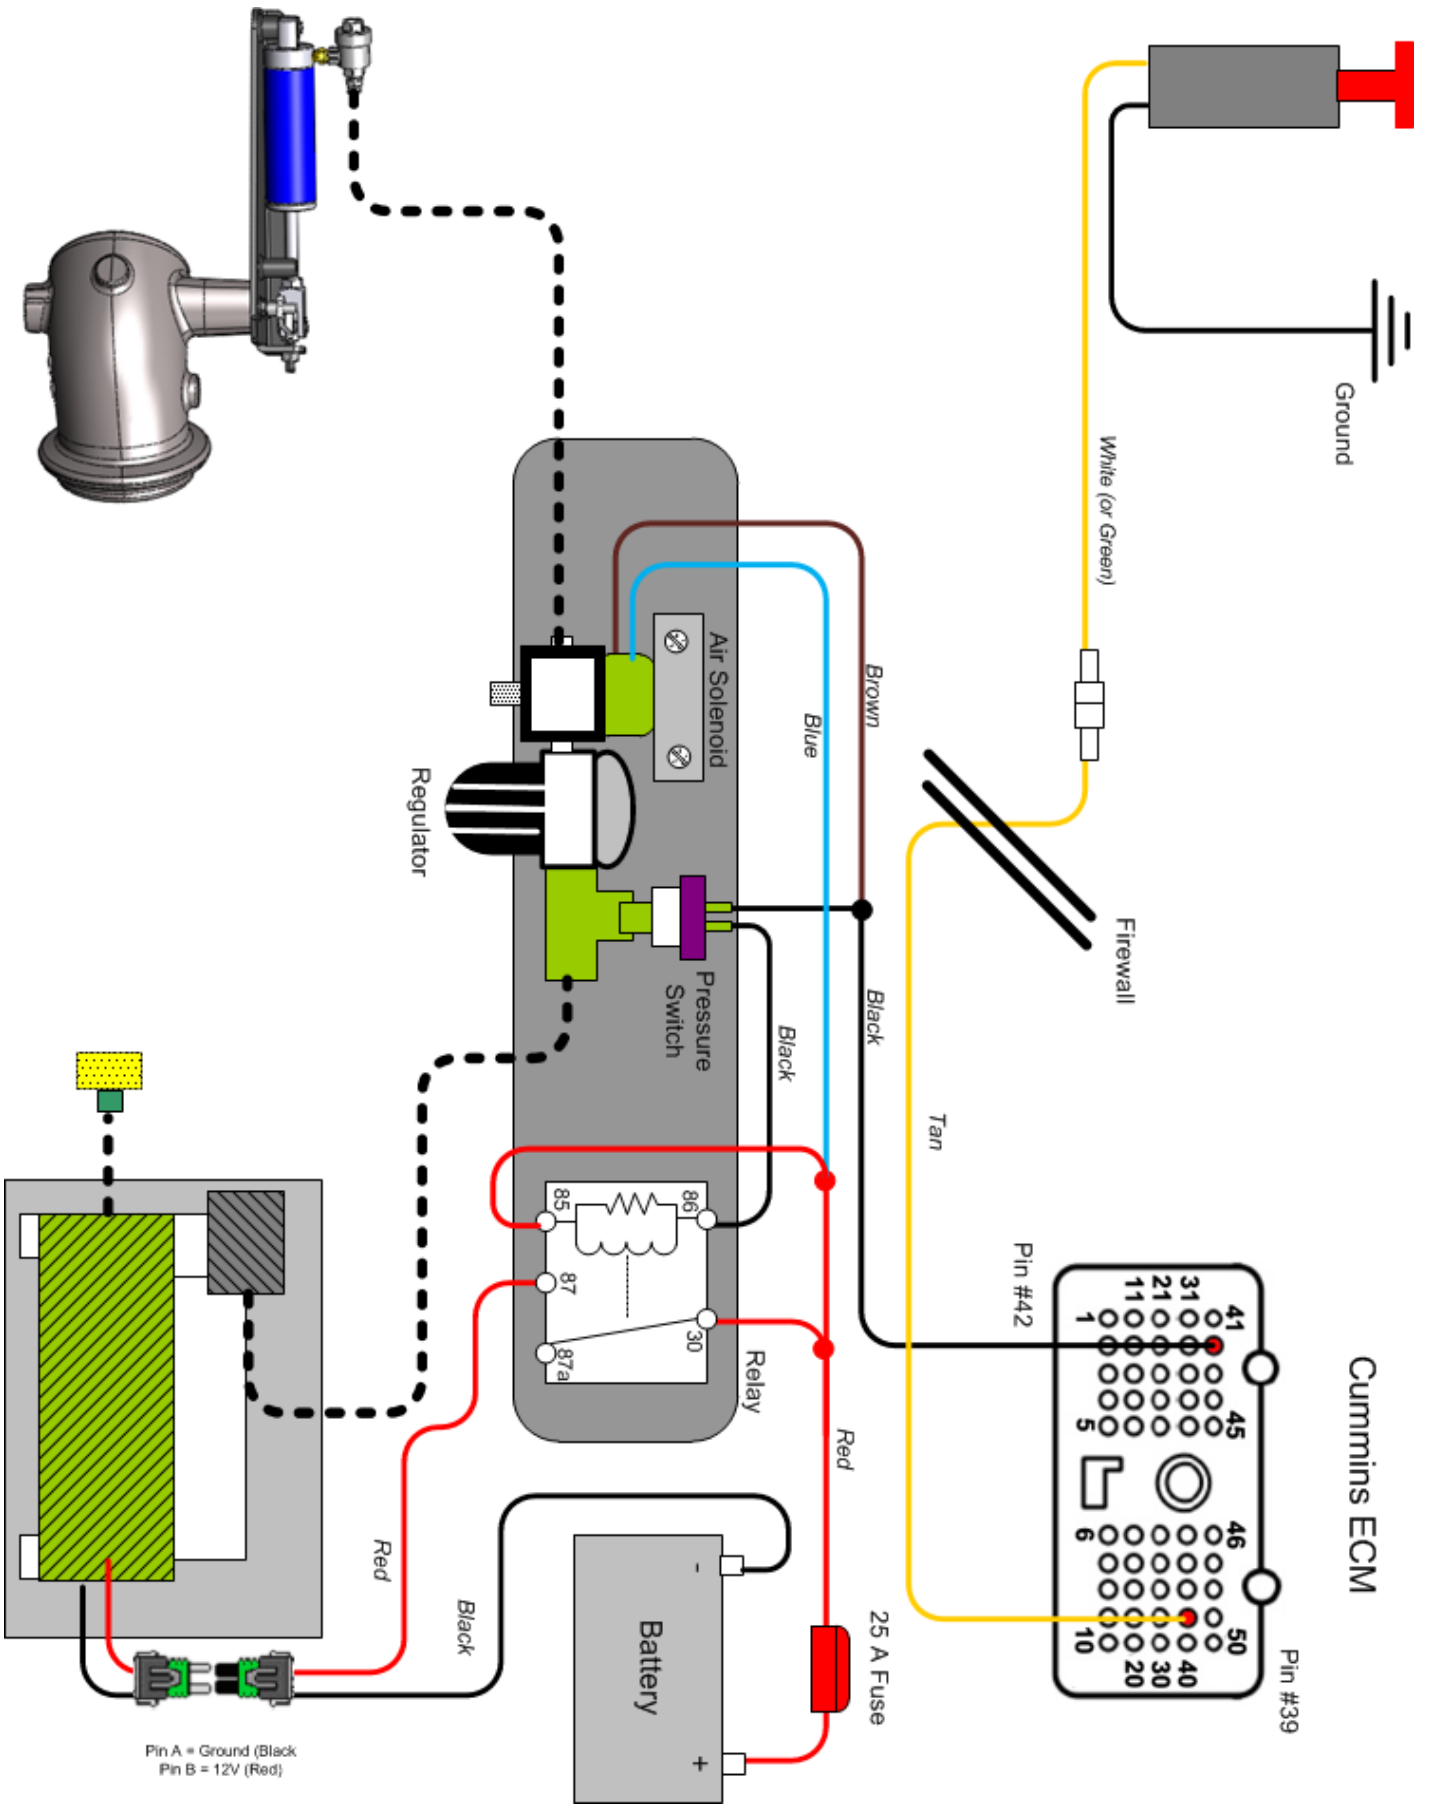 Ground
White (or Green)
Air Solenoid
Brown
Blue
Regulator
Firewall
Pressure
Switch
Black
Black
Tan
Pin #42
Cummins ECM
41
31
21
11
1
45
5
46
6
50
40
30
20
10
Pin #39
86
85
87
30
87a
Relay
Red
Red
Black
-
Battery
+
25 A Fuse
Pin A = Ground (Black
Pin B = 12V (Red)